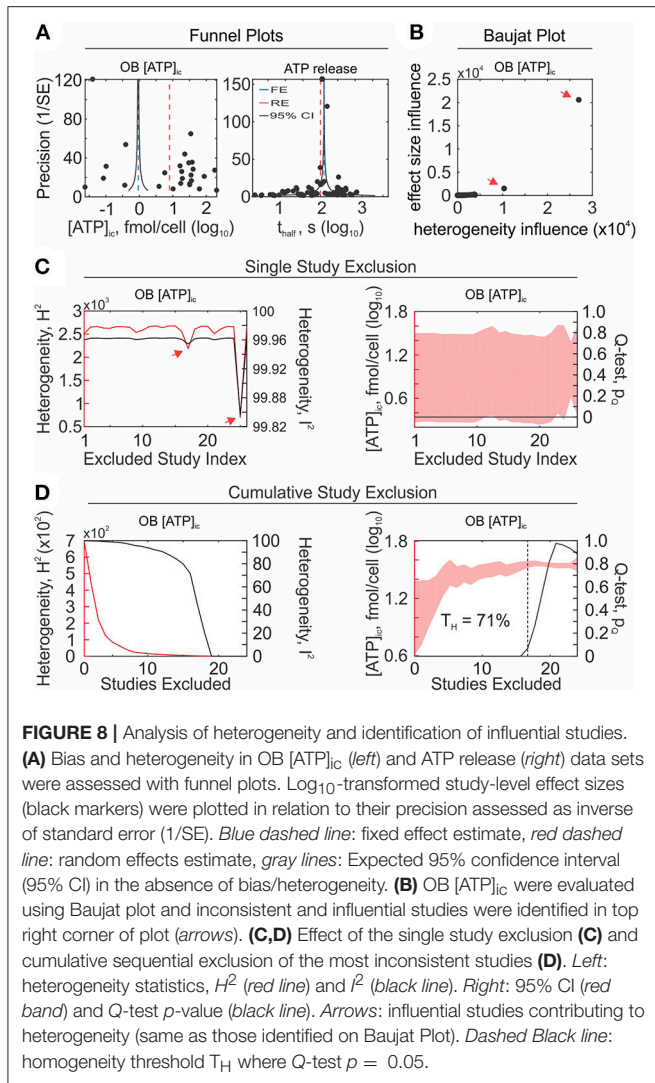 A
Funnel Plots
B
Baujat Plot
OB [ATP]ic
ATP release
OB [ATP]ic
Precision (1/SE)
120
80
40
0
-1 0 1 2
[ATP]ic, fmol/cell (log10)
150
100
50
0
FE
RE
95% CI
1 2 3
thalf, s (log10)
effect size influence
x10^4
2.5
2.0
1.5
1.0
0.5
0
0 1 2 3
heterogeneity influence (x10^4)
C
Single Study Exclusion
OB [ATP]ic
OB [ATP]ic
Heterogeneity, H²
x10^3
2.5
2
1.5
1
0.5
100
99.96
99.94
99.88
99.82
Heterogeneity, I²
1 10 20
Excluded Study Index
[ATP]ic, fmol/cell (log10)
1.8
1.2
0.6
1.0
0.8
0.6
0.4
0.2
0
Q-test, pQ
1 10 20
Excluded Study Index
D
Cumulative Study Exclusion
OB [ATP]ic
OB [ATP]ic
Heterogeneity, H² (x10²)
x10^2
7
6
5
4
3
2
1
0
100
80
60
40
20
0
Heterogeneity, I²
0 10 20
Studies Excluded
[ATP]ic, fmol/cell (log10)
1.8
1.5
1.2
0.6
TH = 71%
1
0.8
0.6
0.4
0.2
0
Q-test, pQ
0 10 20
Studies Excluded
FIGURE 8 | Analysis of heterogeneity and identification of influential studies.
(A) Bias and heterogeneity in OB [ATP]ic (left) and ATP release (right) data sets
were assessed with funnel plots. Log10-transformed study-level effect sizes
(black markers) were plotted in relation to their precision assessed as inverse
of standard error (1/SE). Blue dashed line: fixed effect estimate, red dashed
line: random effects estimate, gray lines: Expected 95% confidence interval
(95% CI) in the absence of bias/heterogeneity. (B) OB [ATP]ic were evaluated
using Baujat plot and inconsistent and influential studies were identified in top
right corner of plot (arrows). (C,D) Effect of the single study exclusion (C) and
cumulative sequential exclusion of the most inconsistent studies (D). Left:
heterogeneity statistics, H² (red line) and I² (black line). Right: 95% CI (red
band) and Q-test p-value (black line). Arrows: influential studies contributing to
heterogeneity (same as those identified on Baujat Plot). Dashed Black line:
homogeneity threshold TH where Q-test p = 0.05.